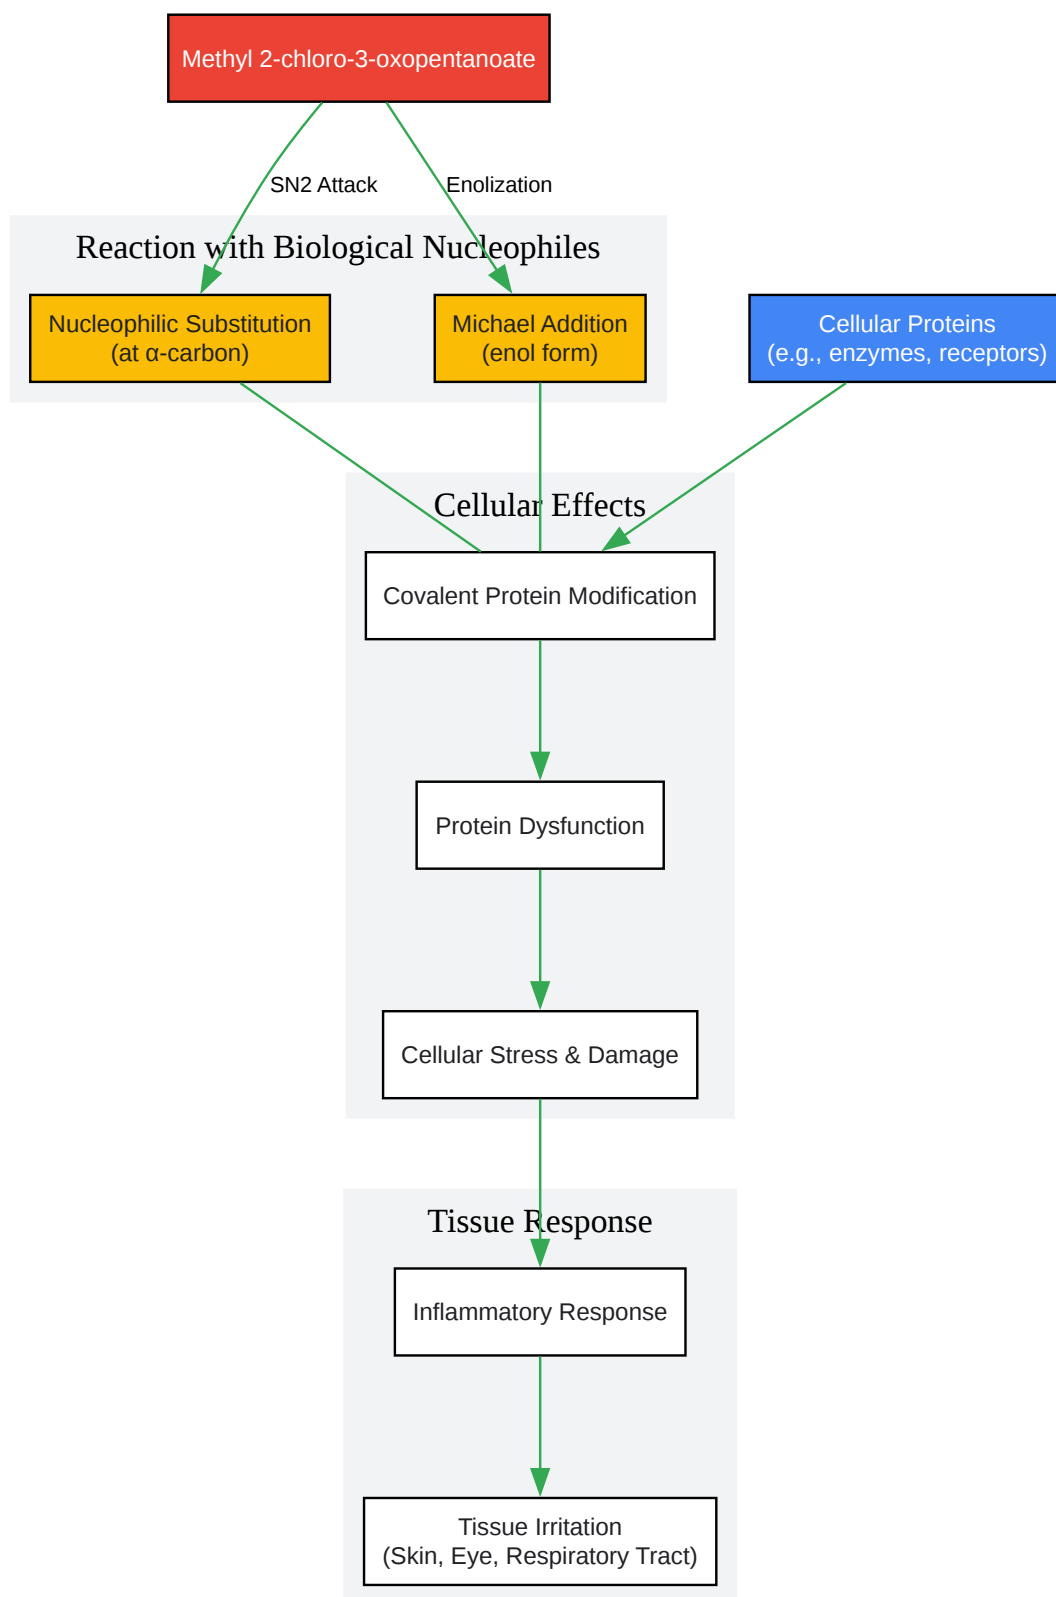 Methyl 2-chloro-3-oxopentanoate
SN2 Attack
Enolization
Reaction with Biological Nucleophiles
Nucleophilic Substitution
(at α-carbon)
Michael Addition
(enol form)
Cellular Proteins
(e.g., enzymes, receptors)
Cellular Effects
Covalent Protein Modification
Protein Dysfunction
Cellular Stress & Damage
Tissue Response
Inflammatory Response
Tissue Irritation
(Skin, Eye, Respiratory Tract)